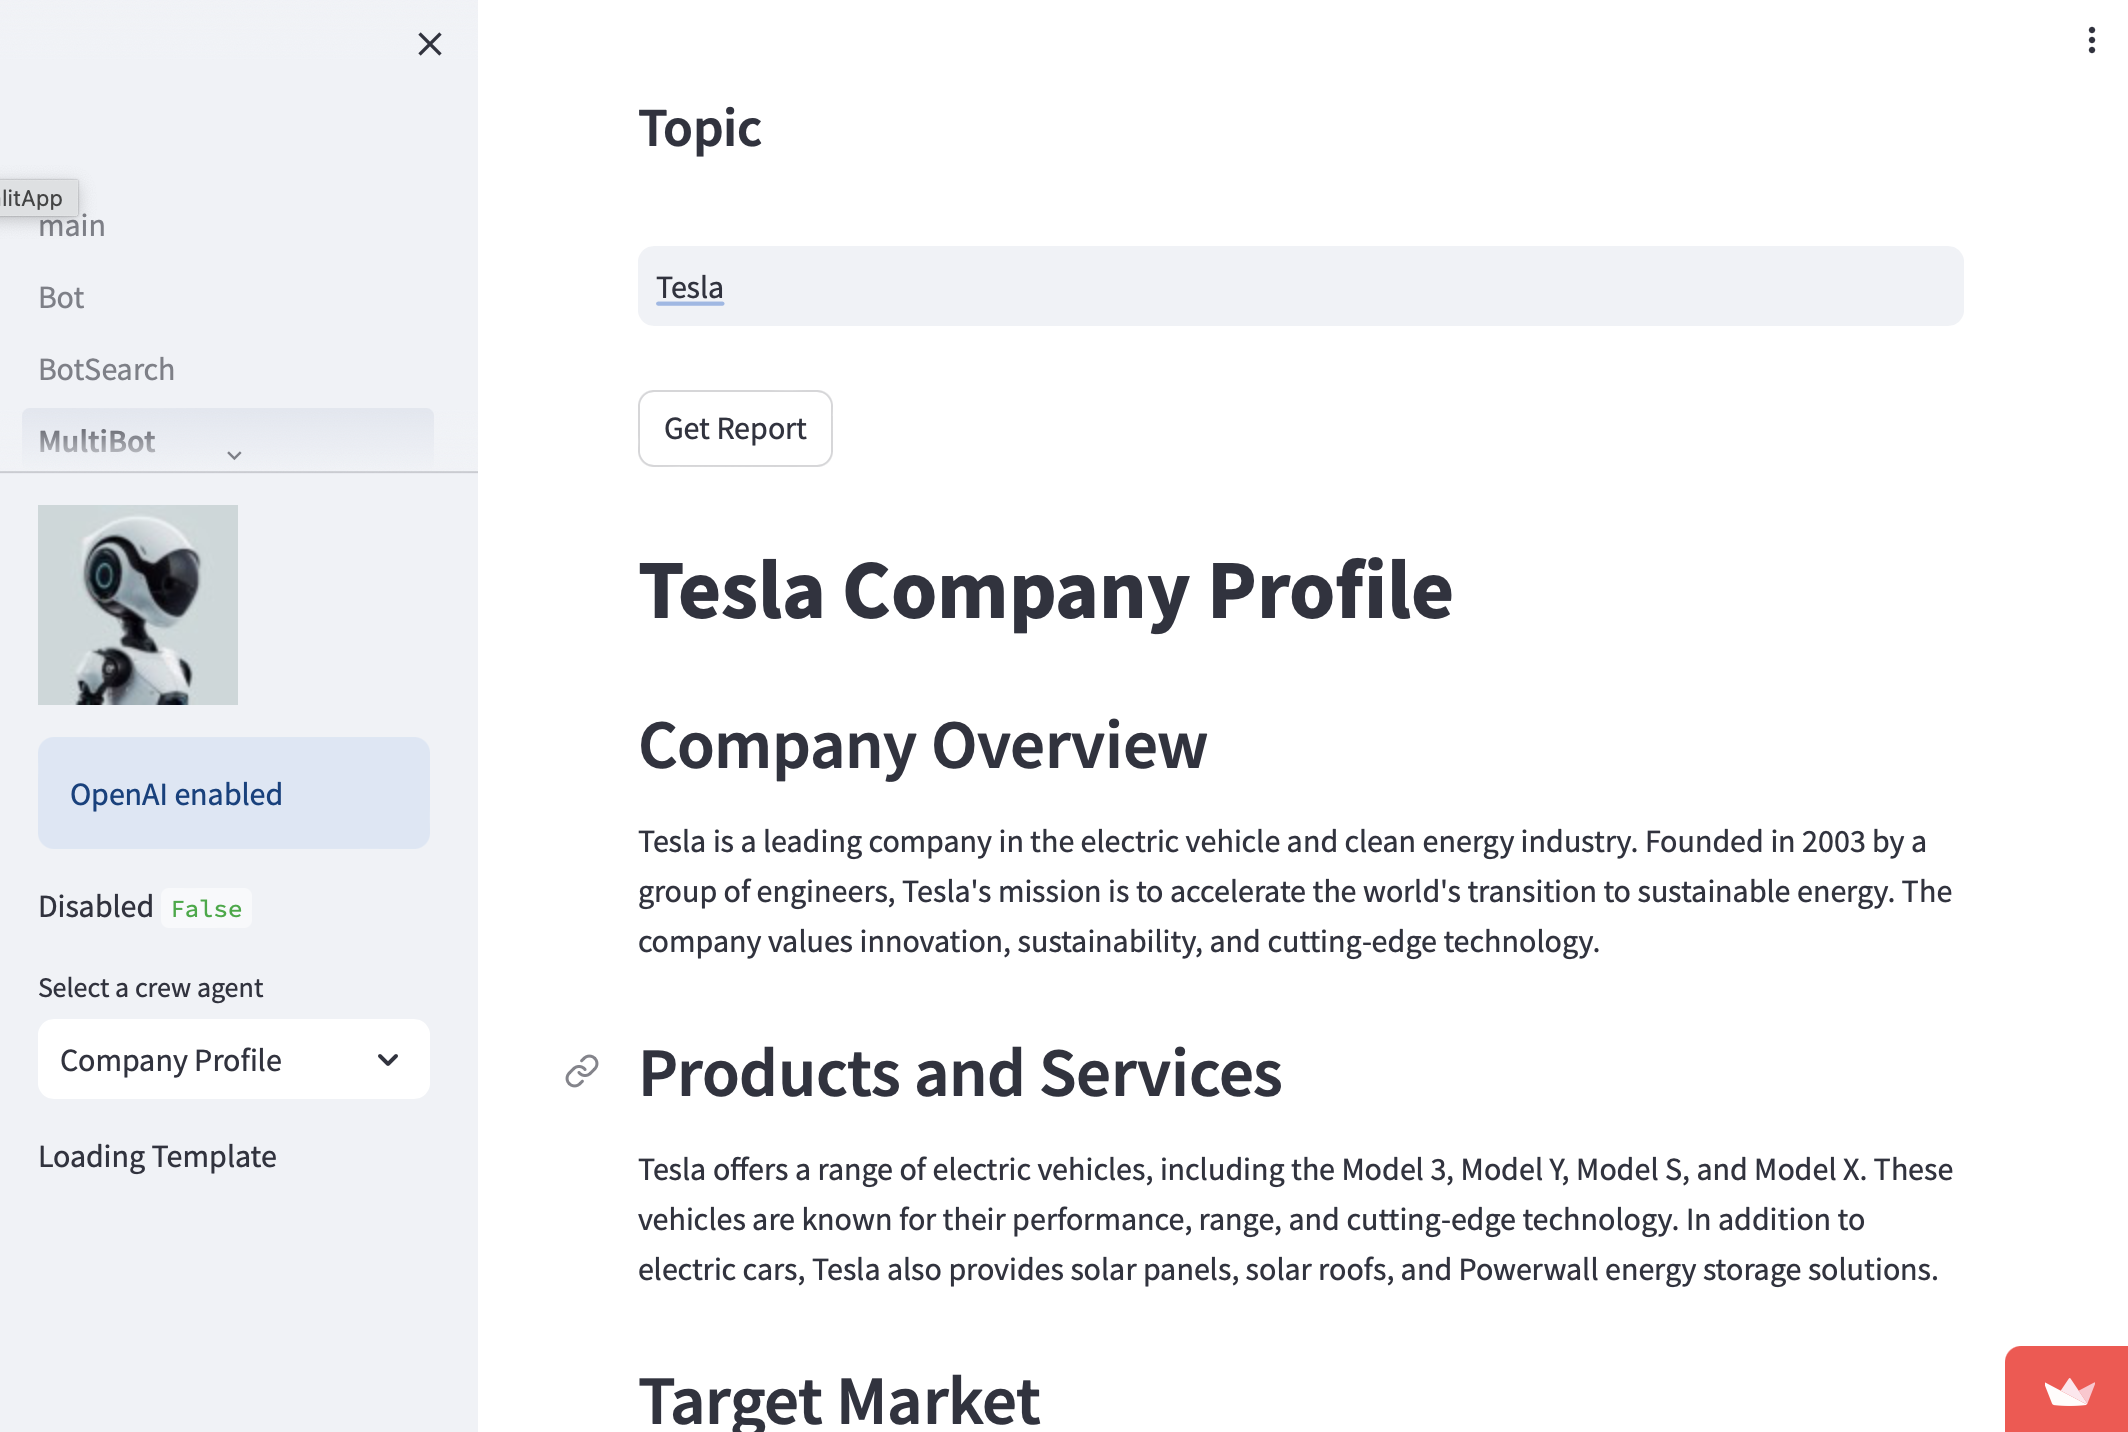 litApp
main
Bot
BotSearch
MultiBot
OpenAI enabled
Disabled False
Select a crew agent
Company Profile
Loading Template
Topic
Tesla
Get Report
Tesla Company Profile
Company Overview
Tesla is a leading company in the electric vehicle and clean energy industry. Founded in 2003 by a
group of engineers, Tesla's mission is to accelerate the world's transition to sustainable energy. The
company values innovation, sustainability, and cutting-edge technology.
Products and Services
Tesla offers a range of electric vehicles, including the Model 3, Model Y, Model S, and Model X. These
vehicles are known for their performance, range, and cutting-edge technology. In addition to
electric cars, Tesla also provides solar panels, solar roofs, and Powerwall energy storage solutions.
Target Market